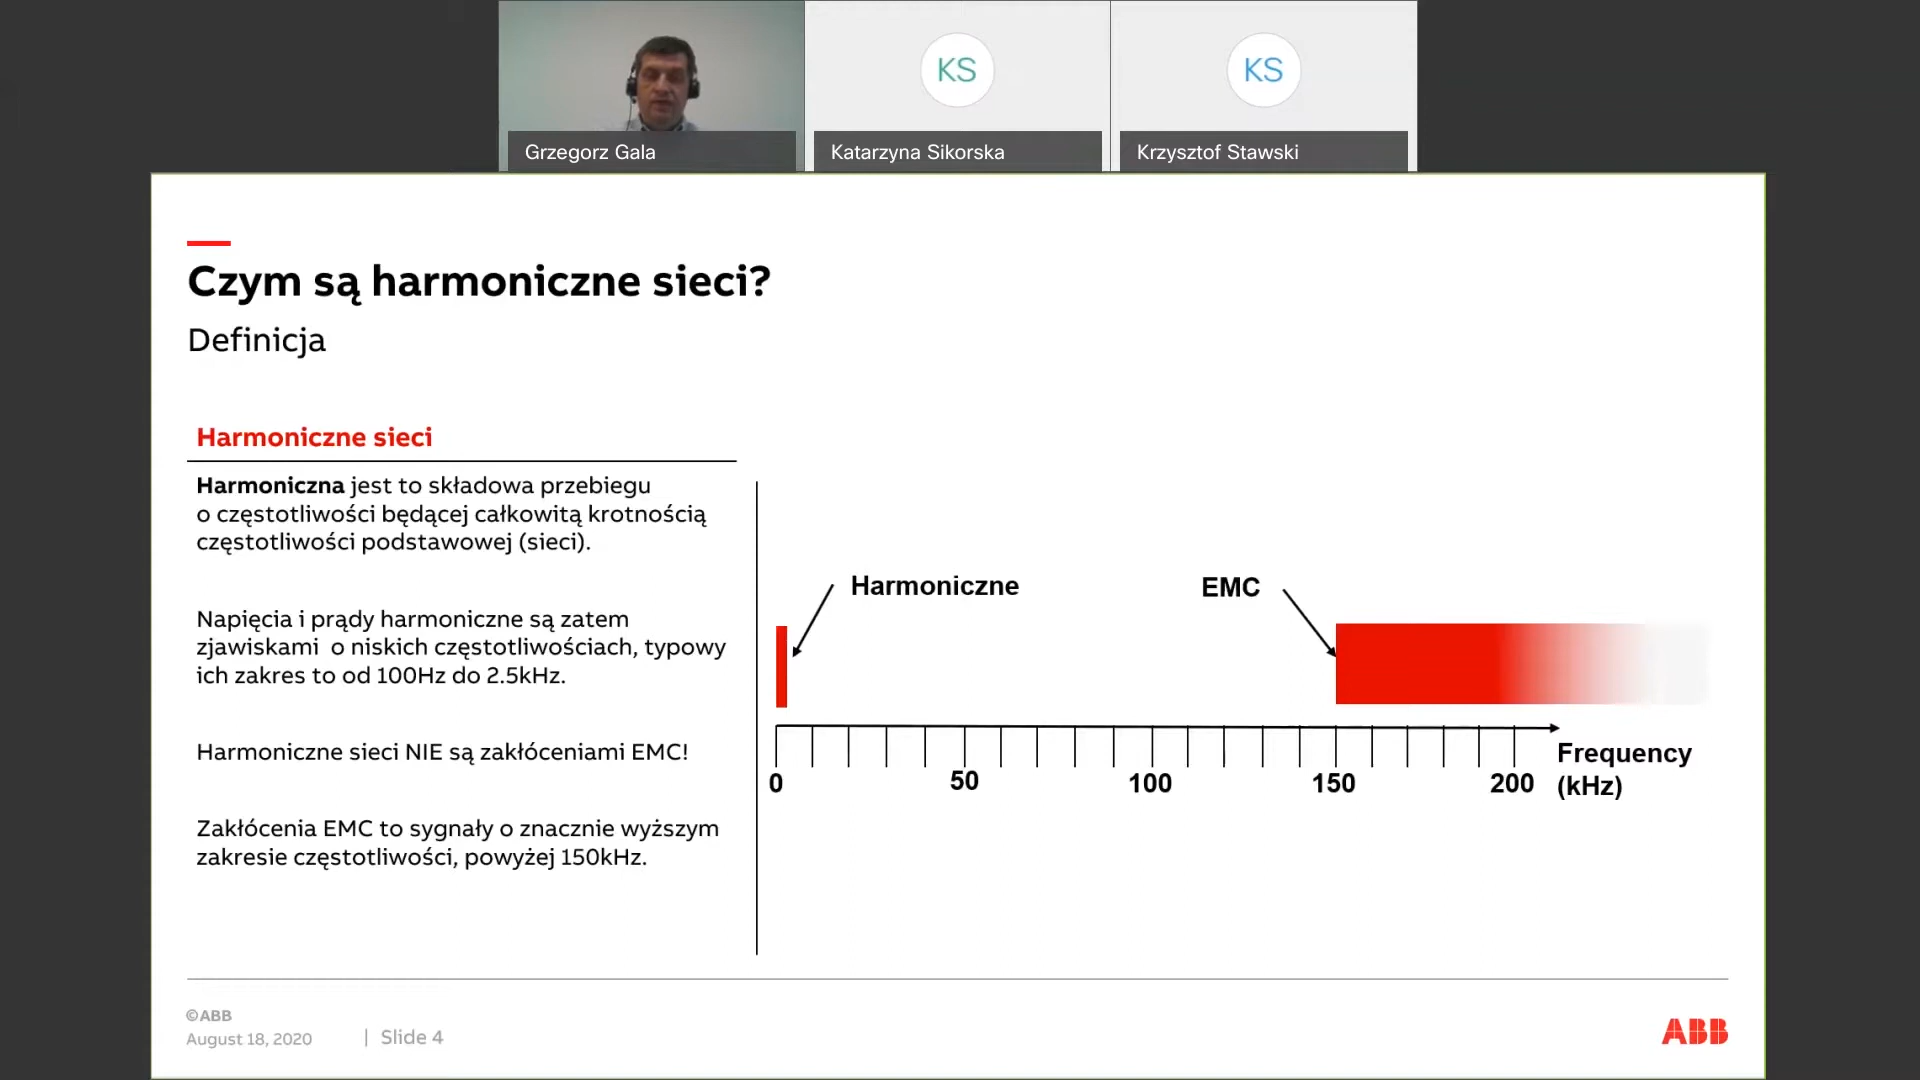 KS
KS
Grzegorz Gala
Katarzyna Sikorska
Krzysztof Stawski
Czym są harmoniczne sieci?
Definicja
Harmoniczne sieci
Harmoniczna jest to składowa przebiegu
o częstotliwości będącej całkowitą krotnością
częstotliwości podstawowej (sieci).
Napięcia i prądy harmoniczne są zatem
zjawiskami o niskich częstotliwościach, typowy
ich zakres to od 100Hz do 2.5kHz.
Harmoniczne sieci NIE są zakłóceniami EMC!
Zakłócenia EMC to sygnały o znacznie wyższym
zakresie częstotliwości, powyżej 150kHz.
Harmoniczne
EMC
0
50
100
150
200
Frequency
(kHz)
©ABB
August 18, 2020
| Slide 4
ABB